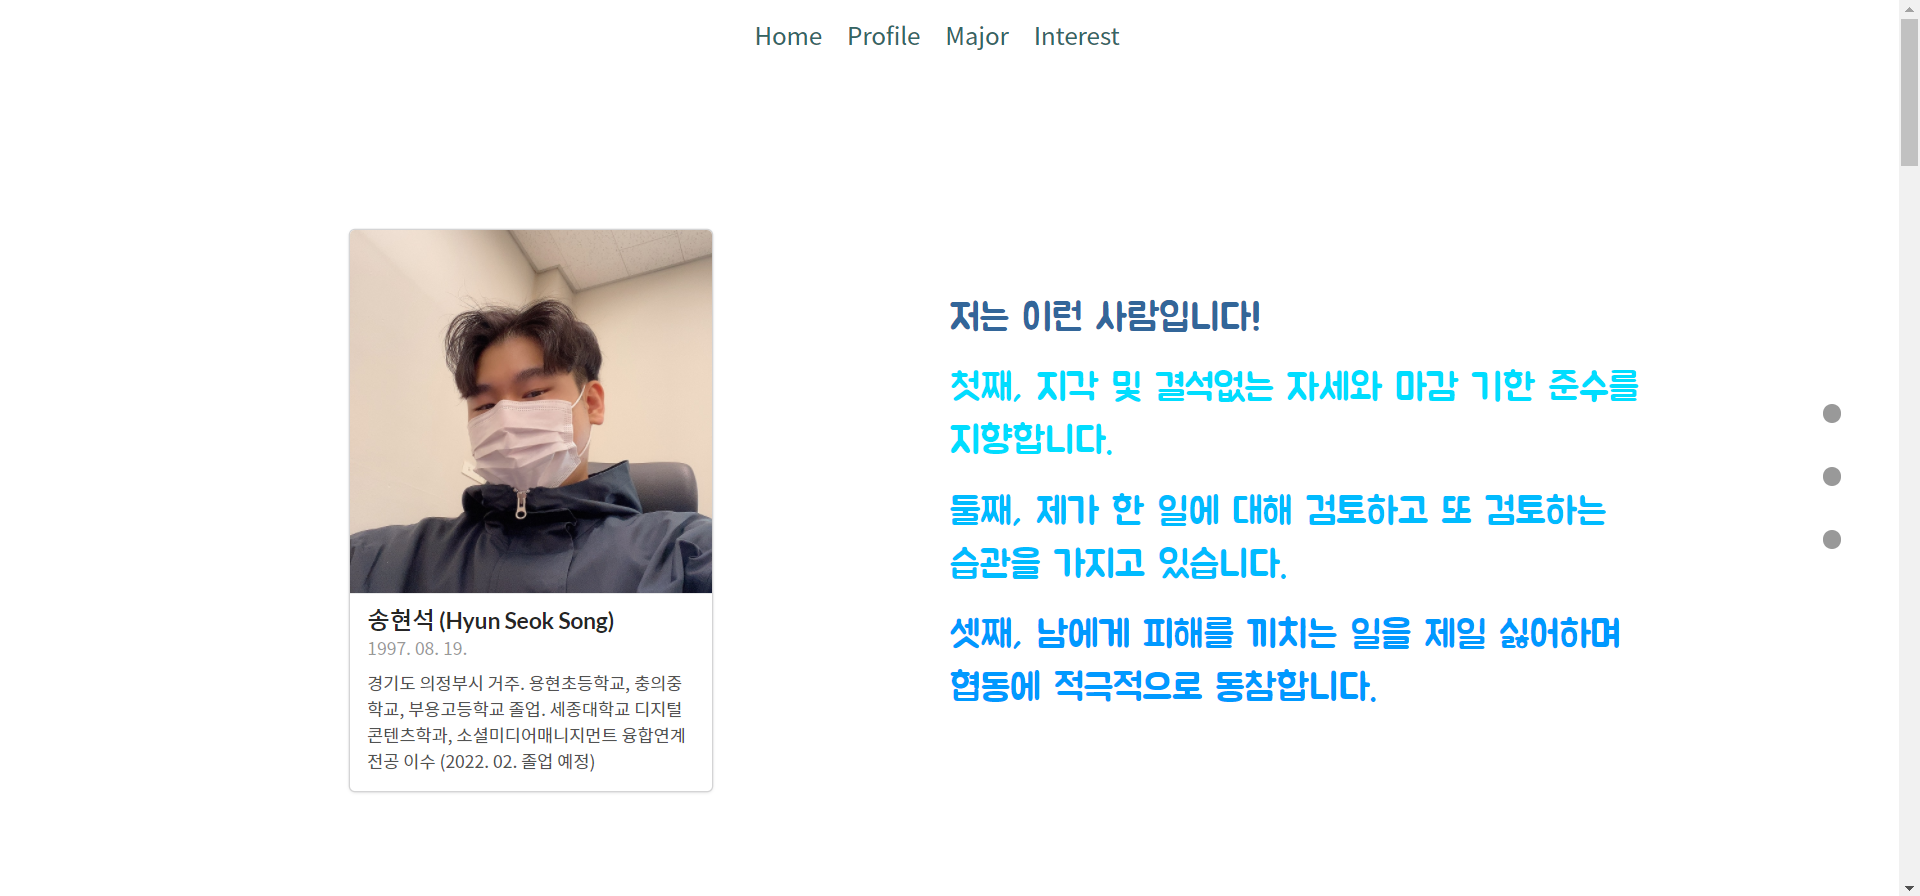 Home Profile Major Interest
송현석 (Hyun Seok Song)
1997. 08. 19.
경기도 의정부시 거주. 용현초등학교, 충의중
학교, 부용고등학교 졸업. 세종대학교 디지털
콘텐츠학과, 소셜미디어매니지먼트 융합연계
전공 이수 (2022. 02. 졸업 예정)
저는 이런 사람입니다!
첫째, 지각 및 결석없는 자세와 마감 기한 준수를
지향합니다.
둘째, 제가 한 일에 대해 검토하고 또 검토하는
습관을 가지고 있습니다.
셋째, 남에게 피해를 끼치는 일을 제일 싫어하며
협동에 적극적으로 동참합니다.